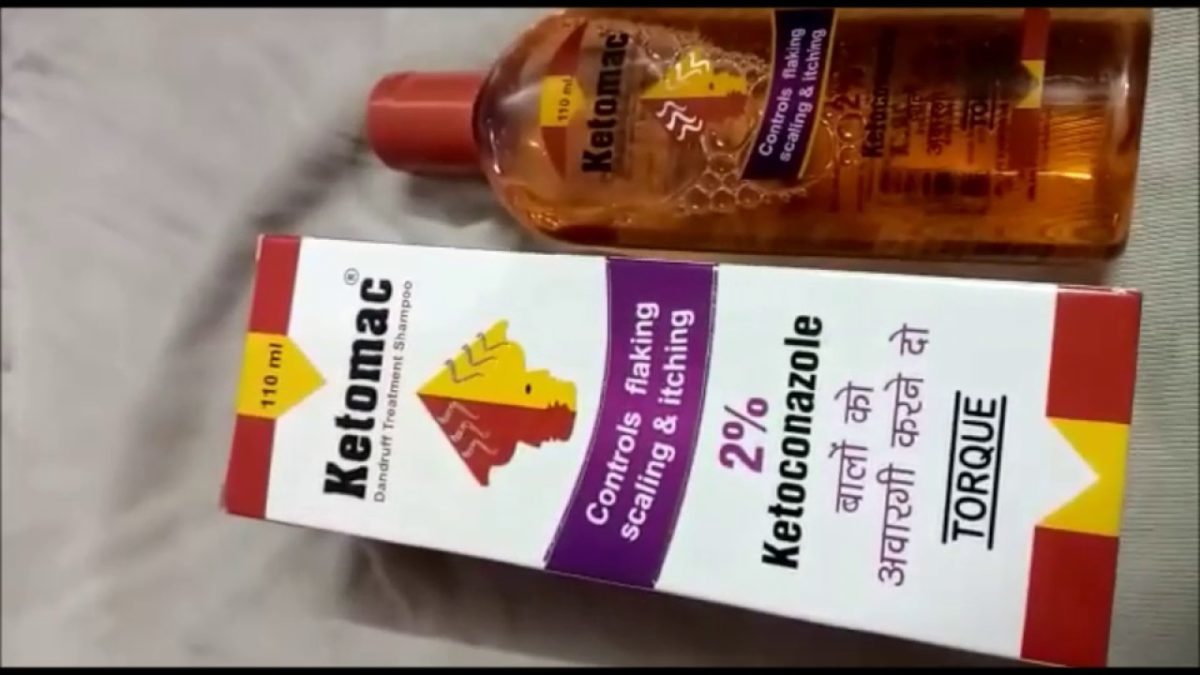 110 ml
Ketomac
Controls flaking
scaling & itching
2%
110 ml
Ketomac®
Dandruff Treatment Shampoo
Controls flaking
scaling & itching
2%
Ketoconazole
बालों को
अवारगी करने दो
TORQUE